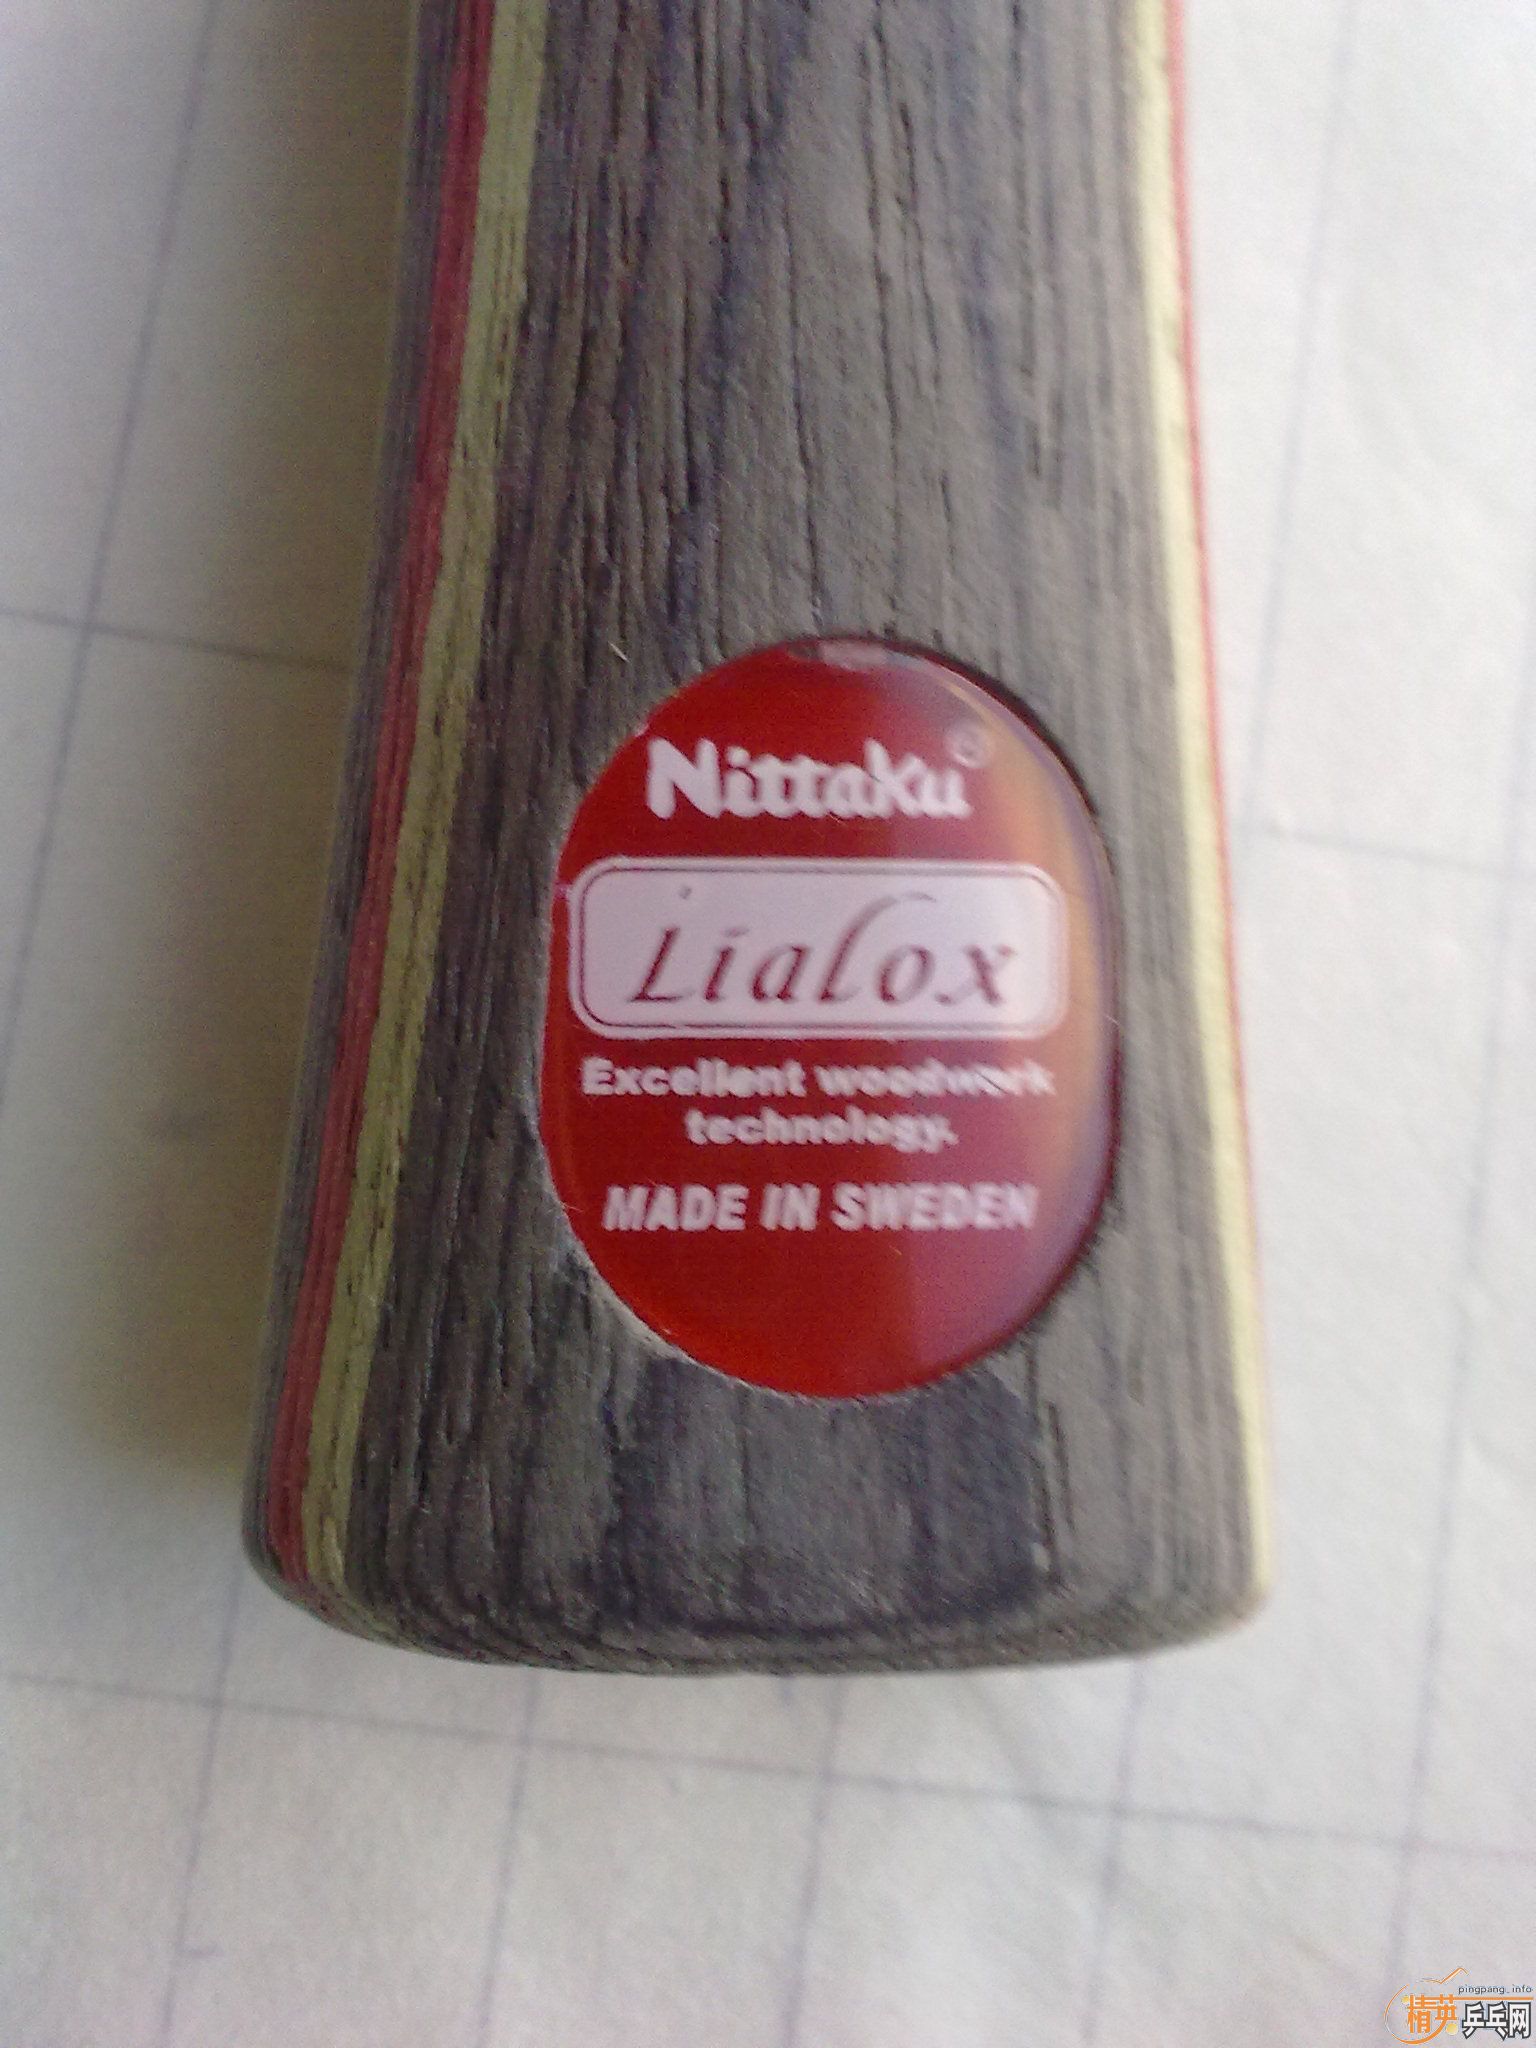 Nittaku®
Lialox
Excellent woodwork
technology.
MADE IN SWEDEN
pingpang.info
精英乒乓网